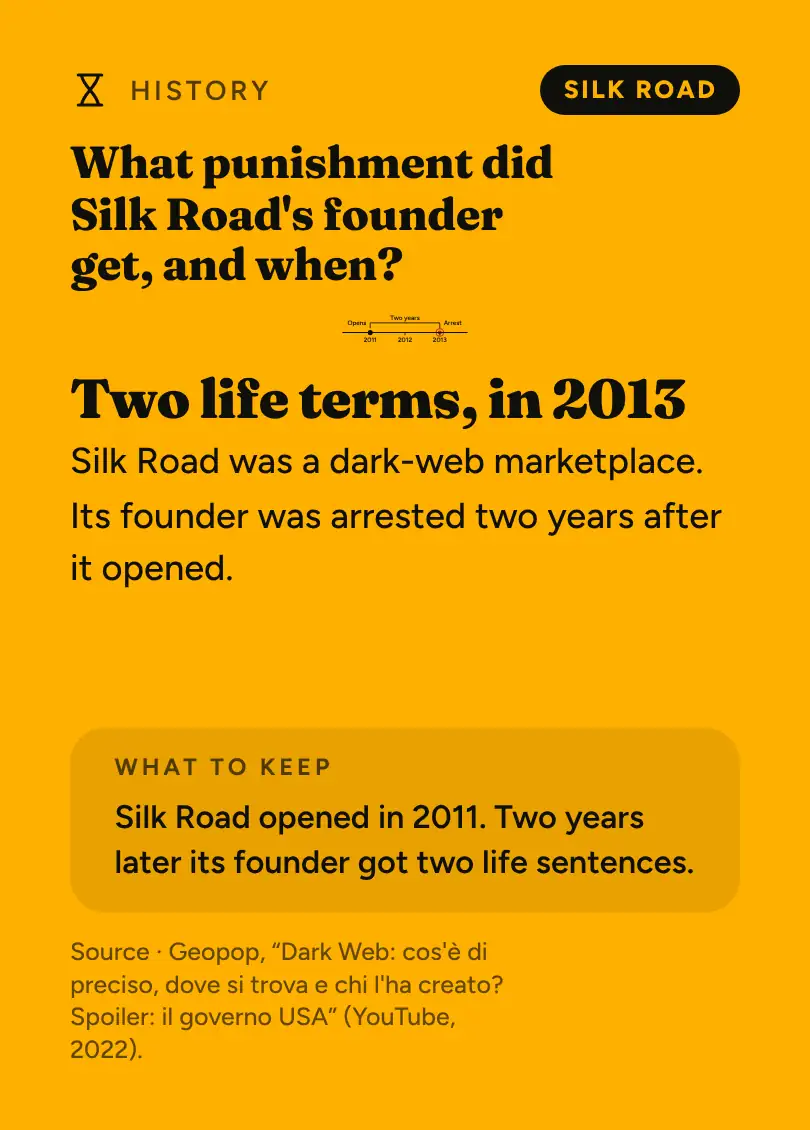 HISTORY
SILK ROAD
What punishment did
Silk Road's founder
get, and when?
Opens
Two years
Arrest
2011
2012
2013
Two life terms, in 2013
Silk Road was a dark-web marketplace.
Its founder was arrested two years after
it opened.
WHAT TO KEEP
Silk Road opened in 2011. Two years
later its founder got two life sentences.
Source · Geopop, “Dark Web: cos'è di
preciso, dove si trova e chi l'ha creato?
Spoiler: il governo USA” (YouTube,
2022).